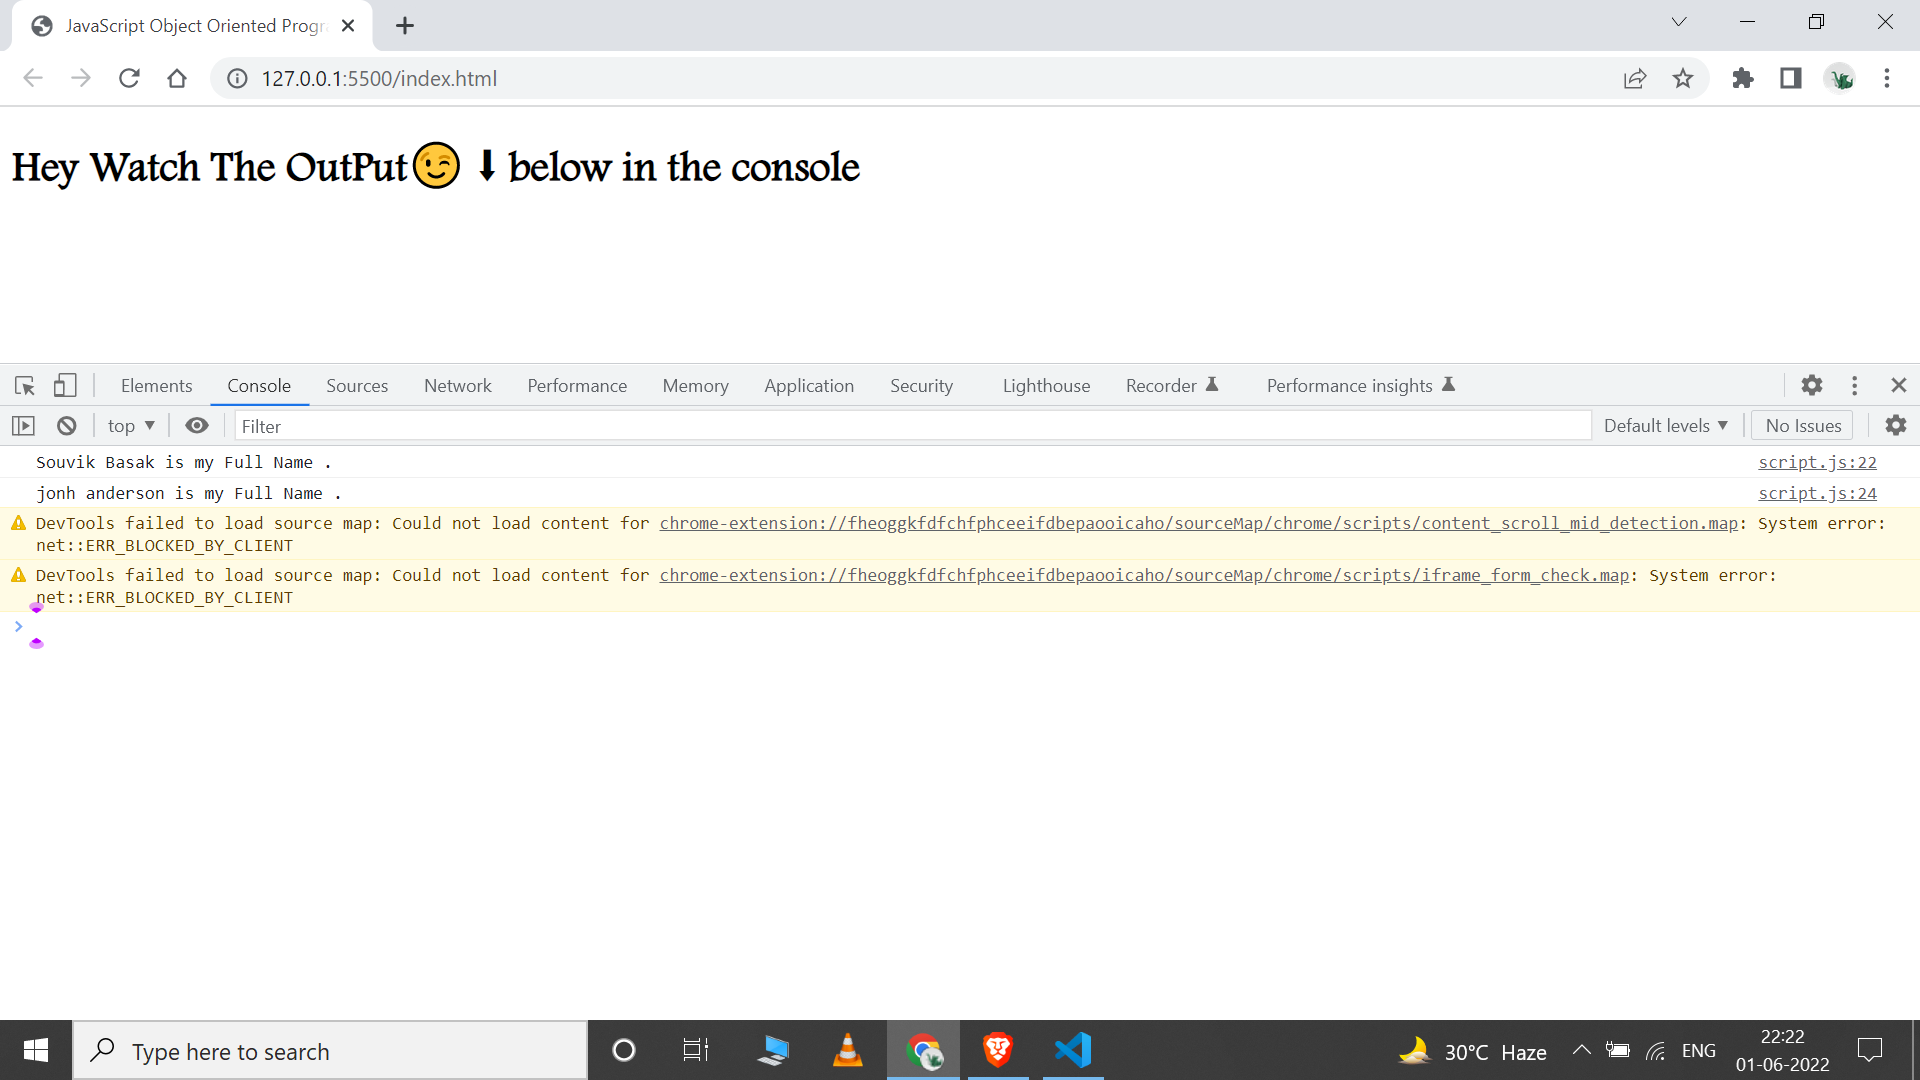 JavaScript Object Oriented Progr
127.0.0.1:5500/index.html
Hey Watch The OutPut😉 ⬇ below in the console
Elements Console Sources Network Performance Memory Application Security Lighthouse Recorder Performance insights
top ▼ Filter Default levels ▼ No Issues
Souvik Basak is my Full Name . script.js:22
jonh anderson is my Full Name . script.js:24
DevTools failed to load source map: Could not load content for chrome-extension://fheoggkfdfchfphceeifdbepaooicaho/sourceMap/chrome/scripts/content_scroll_mid_detection.map: System error:
net::ERR_BLOCKED_BY_CLIENT
DevTools failed to load source map: Could not load content for chrome-extension://fheoggkfdfchfphceeifdbepaooicaho/sourceMap/chrome/scripts/iframe_form_check.map: System error:
net::ERR_BLOCKED_BY_CLIENT
Type here to search
30°C Haze
ENG
22:22
01-06-2022